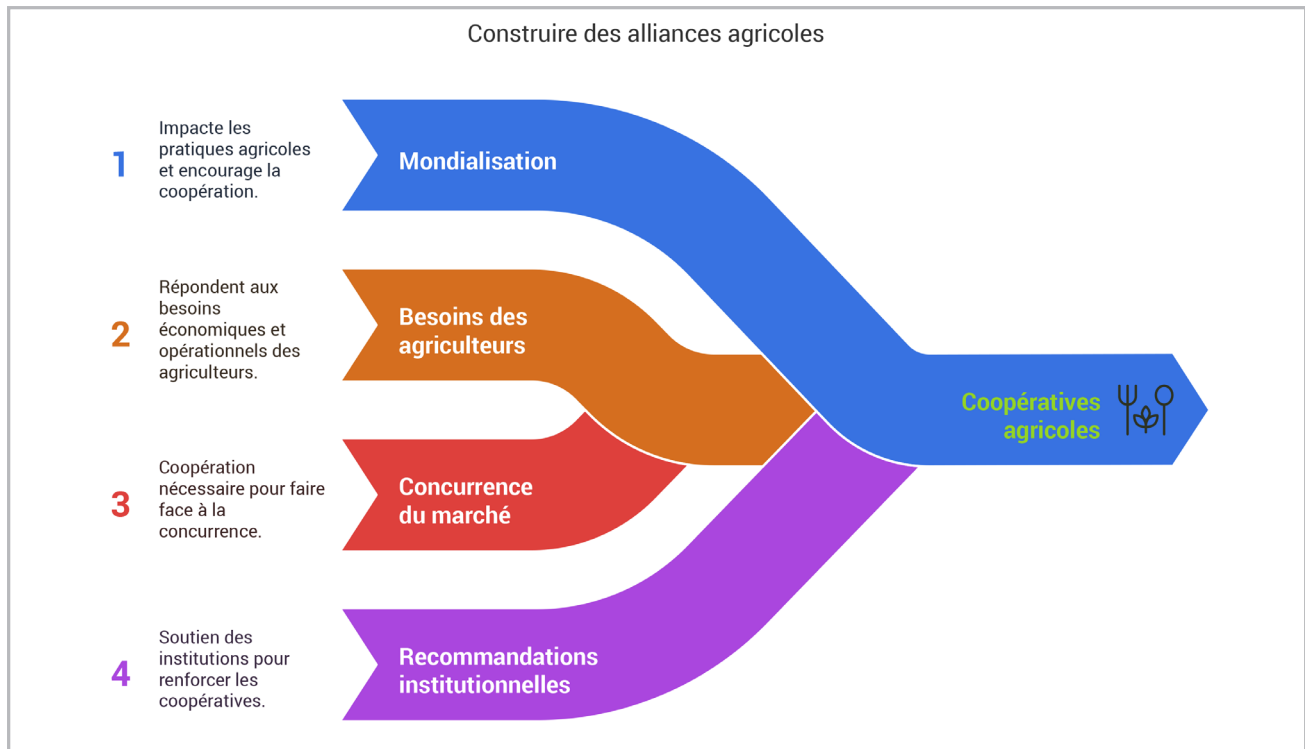 Construire des alliances agricoles
1
Impacte les
pratiques agricoles
et encourage la
coopération.
Mondialisation
2
Répondent aux
besoins
économiques et
opérationnels des
agriculteurs.
Besoins des
agriculteurs
Coopératives
agricoles
3
Coopération
nécessaire pour faire
face à la
concurrence.
Concurrence
du marché
4
Soutien des
institutions pour
renforcer les
coopératives.
Recommandations
institutionnelles